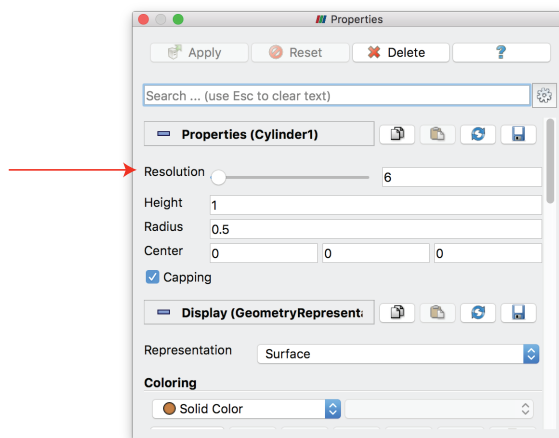 Properties
Apply Reset Delete ?
Search ... (use Esc to clear text)
Properties (Cylinder1)
Resolution 6
Height 1
Radius 0.5
Center 0 0 0
Capping
Display (GeometryRepresenta
Representation Surface
Coloring
Solid Color